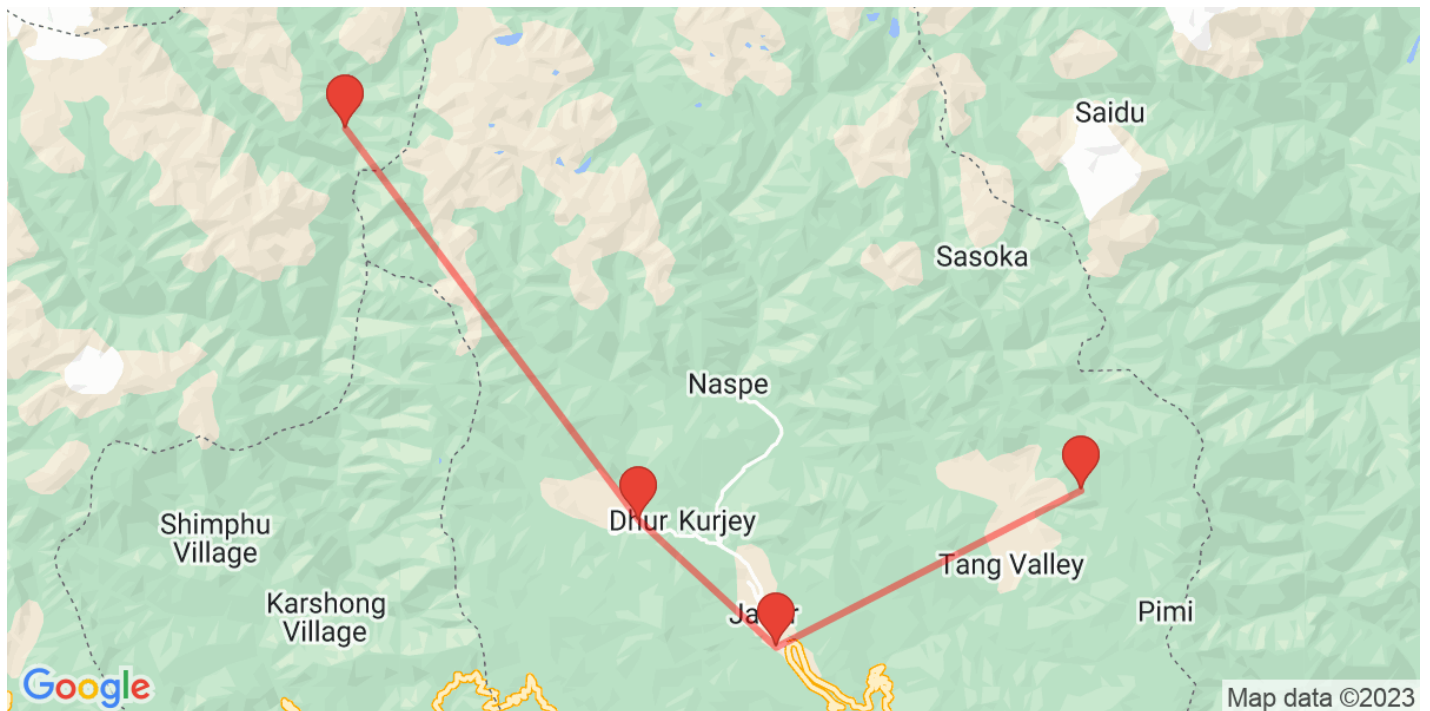 Saidu
Sasoka
Naspe
Dhur Kurjey
Shimphu
Village
Tang Valley
Karshong
Village
Pimi
Google
Map data ©2023